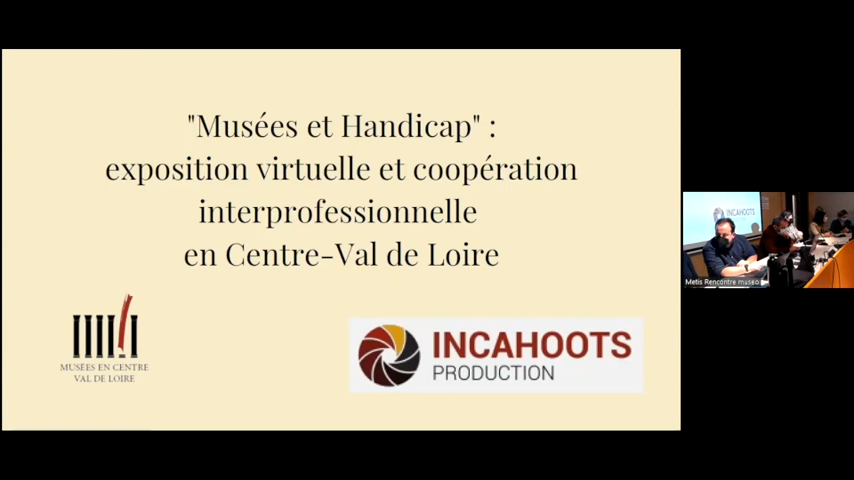 "Musées et Handicap" :
exposition virtuelle et coopération
interprofessionnelle
en Centre-Val de Loire
MUSÉES EN CENTRE
VAL DE LOIRE
INCAHOOTS
PRODUCTION
INCAHOOTS
Metis Rencontre museo